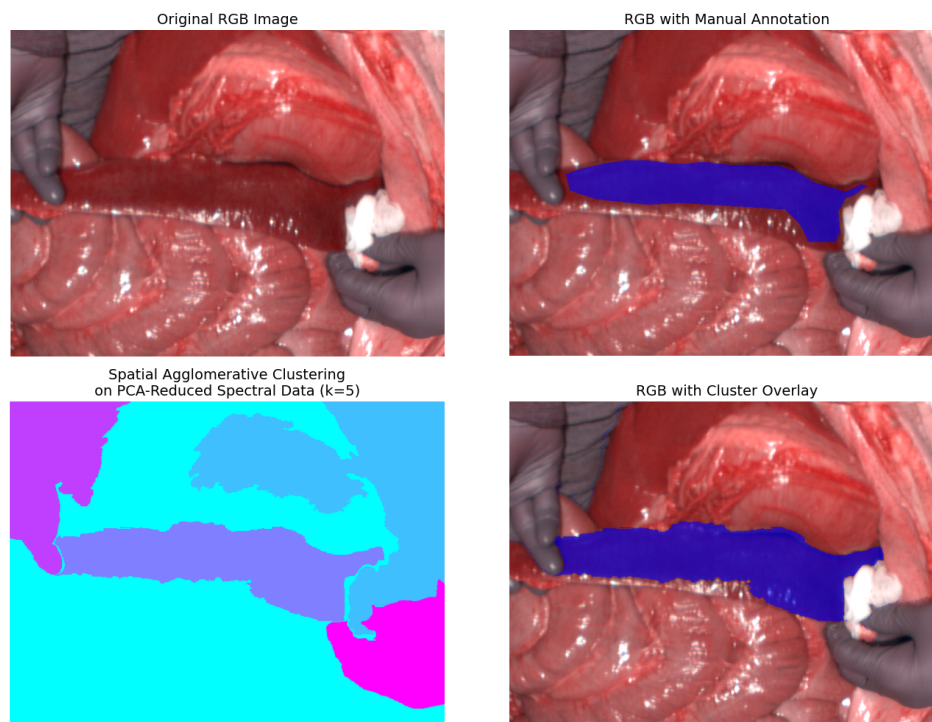 Original RGB Image
RGB with Manual Annotation
Spatial Agglomerative Clustering
on PCA-Reduced Spectral Data (k=5)
RGB with Cluster Overlay